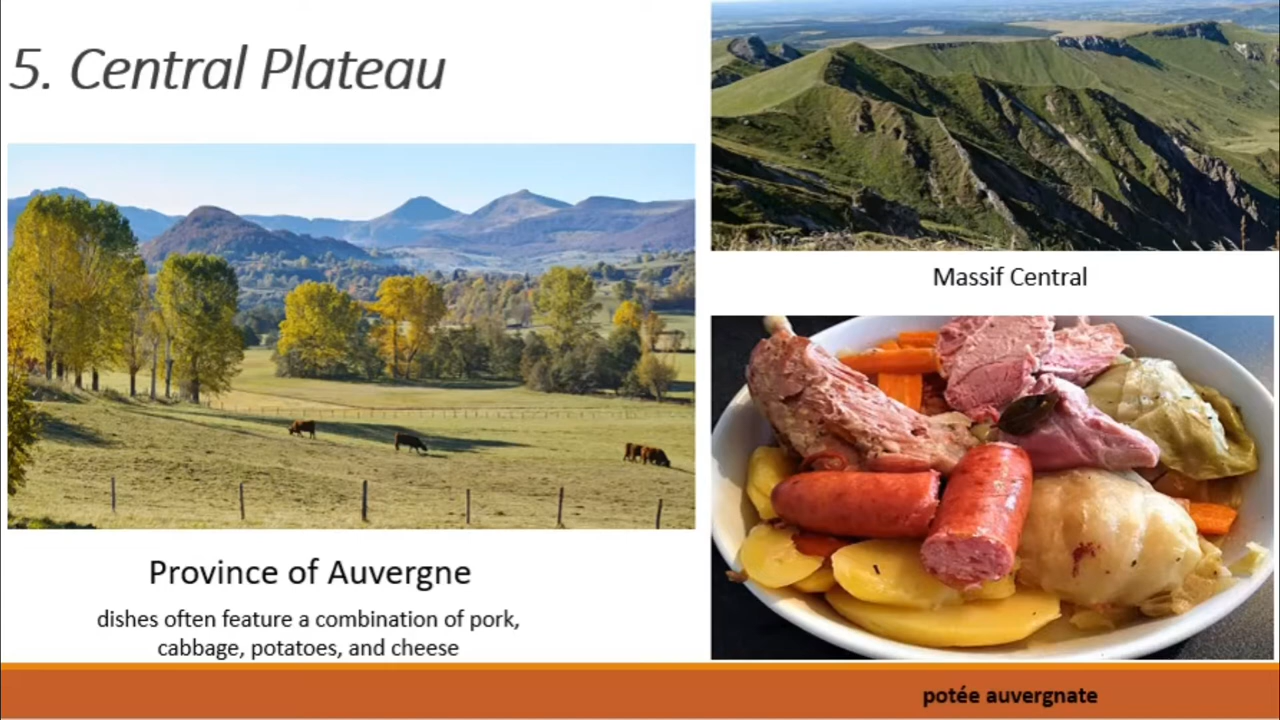 5. Central Plateau
Massif Central
Province of Auvergne
dishes often feature a combination of pork,
cabbage, potatoes, and cheese
potée auvergnate